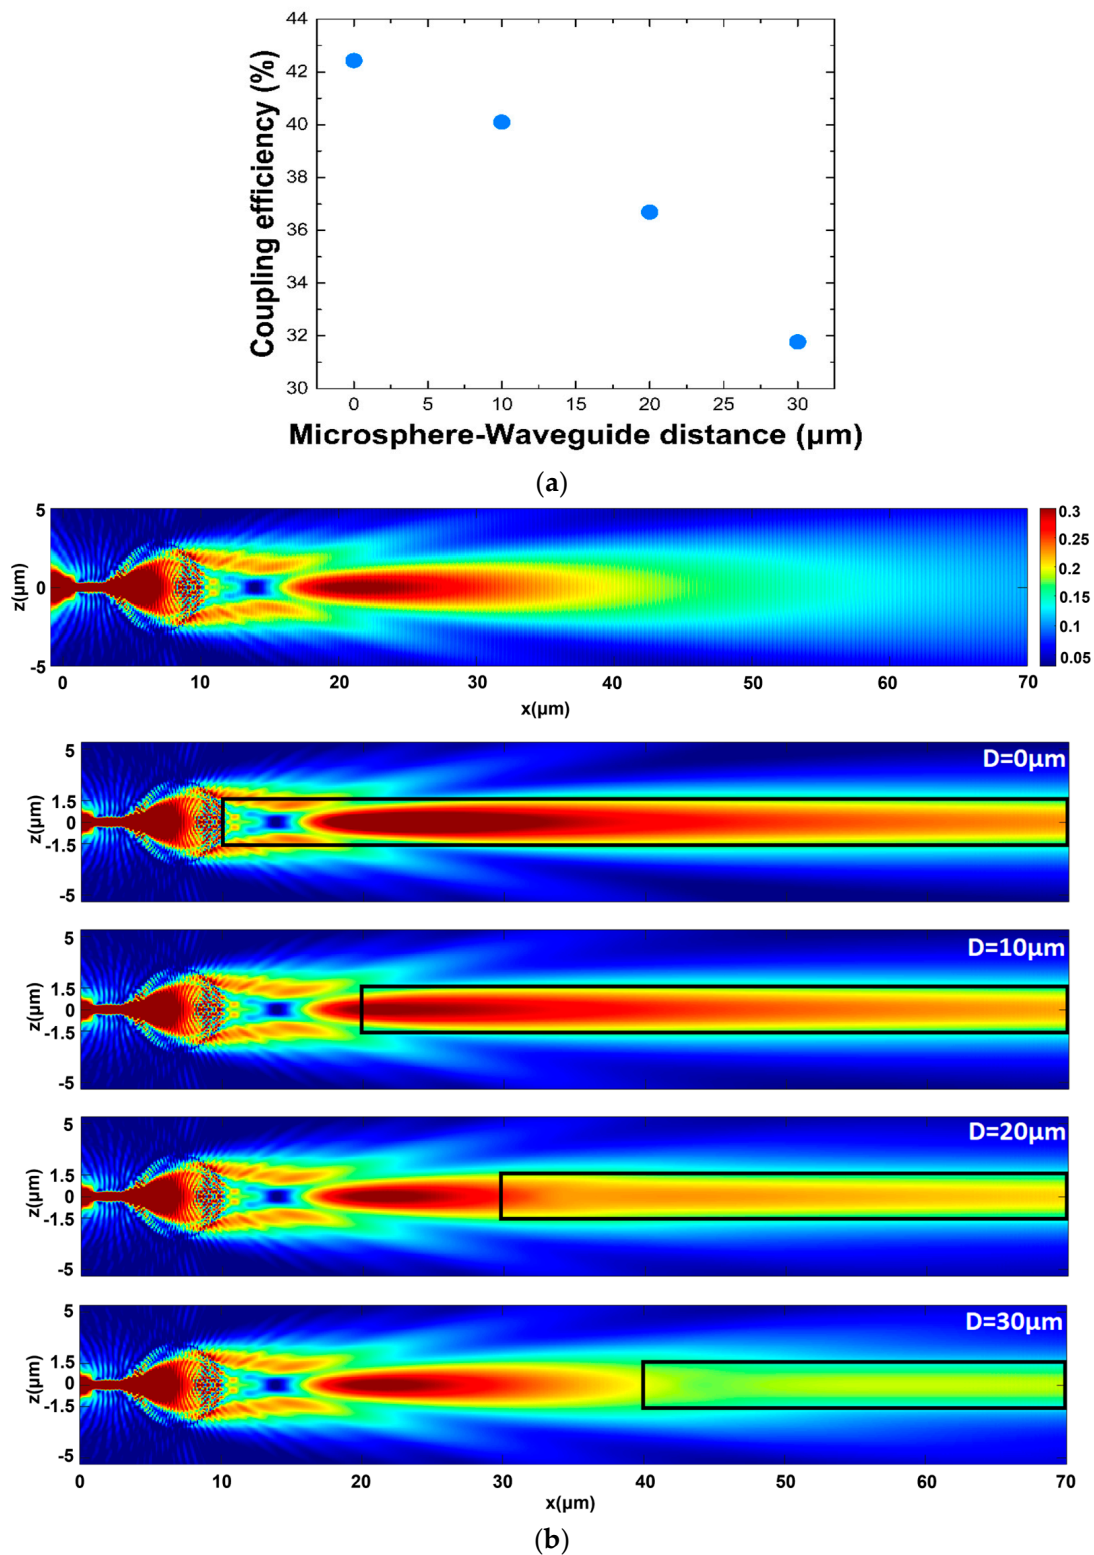 44
42
40
38
36
34
32
30
Coupling efficiency (%)
0 5 10 15 20 25 30
Microsphere-Waveguide distance (µm)
(a)
5
0
-5
z(µm)
0.3
0.25
0.2
0.15
0.1
0.05
0 10 20 30 40 50 60 70
x(µm)
D=0µm
5
1.5
0
-1.5
-5
z(µm)
D=10µm
5
1.5
0
-1.5
-5
z(µm)
D=20µm
5
1.5
0
-1.5
-5
z(µm)
D=30µm
5
1.5
0
-1.5
-5
z(µm)
0 10 20 30 40 50 60 70
x(µm)
(b)